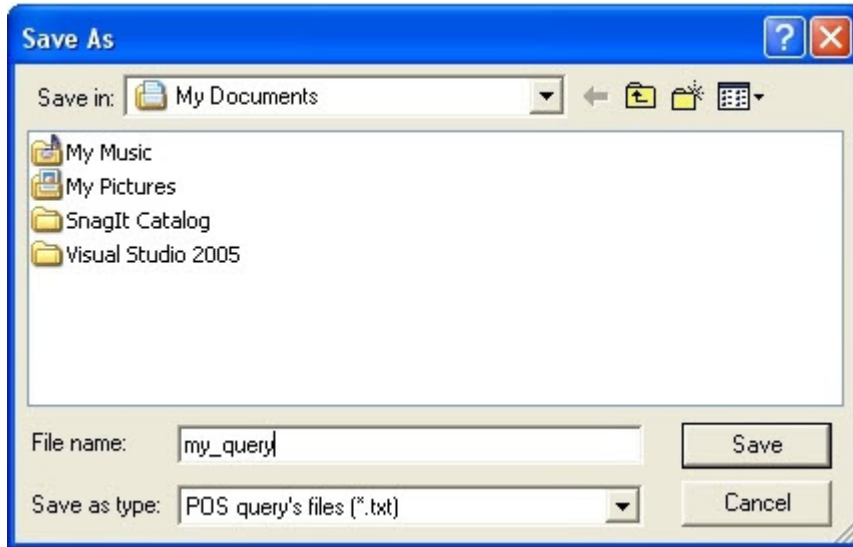 Save As
Save in: My Documents
My Music
My Pictures
SnagIt Catalog
Visual Studio 2005
File name: my_query Save
Save as type: POS query's files (*.txt) Cancel